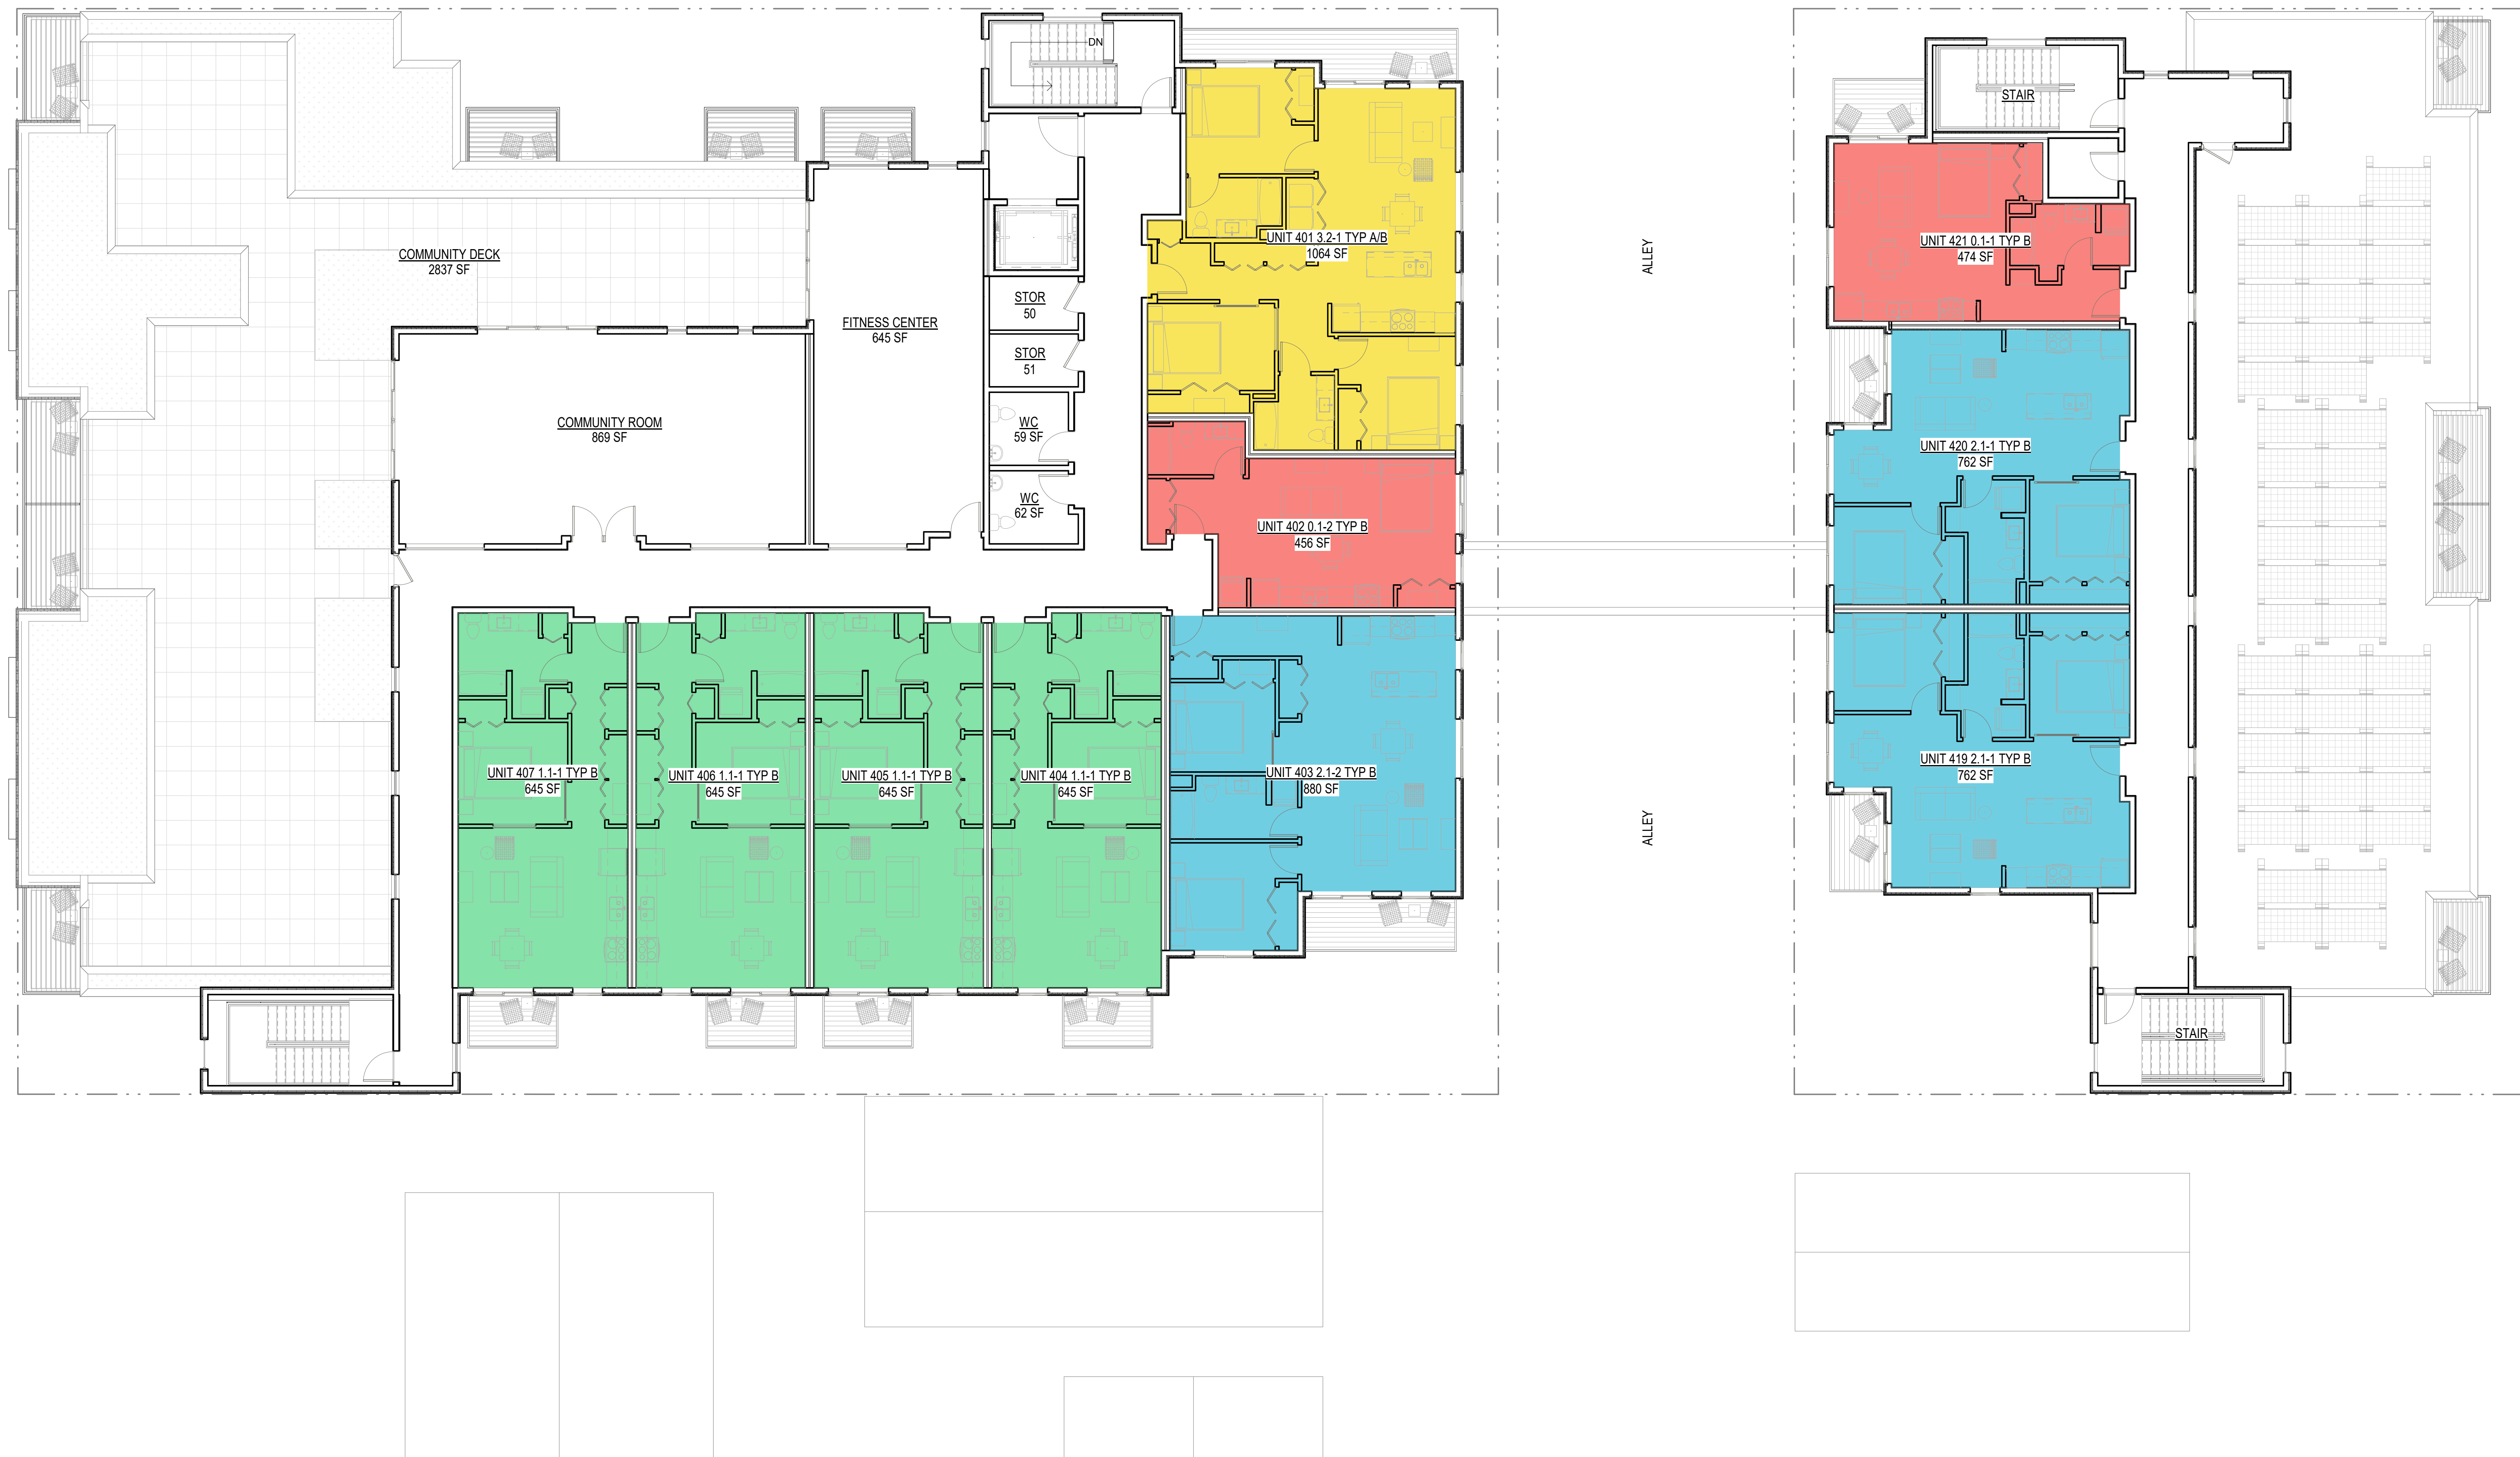 DN
STAIR
COMMUNITY DECK
2837 SF
UNIT 401 3.2-1 TYP A/B
1064 SF
ALLEY
UNIT 421 0.1-1 TYP B
474 SF
STOR
50
FITNESS CENTER
645 SF
STOR
51
COMMUNITY ROOM
869 SF
WC
59 SF
UNIT 420 2.1-1 TYP B
762 SF
WC
62 SF
UNIT 402 0.1-2 TYP B
456 SF
UNIT 407 1.1-1 TYP B
645 SF
UNIT 406 1.1-1 TYP B
645 SF
UNIT 405 1.1-1 TYP B
645 SF
UNIT 404 1.1-1 TYP B
645 SF
UNIT 403 2.1-2 TYP B
880 SF
ALLEY
UNIT 419 2.1-1 TYP B
762 SF
STAIR